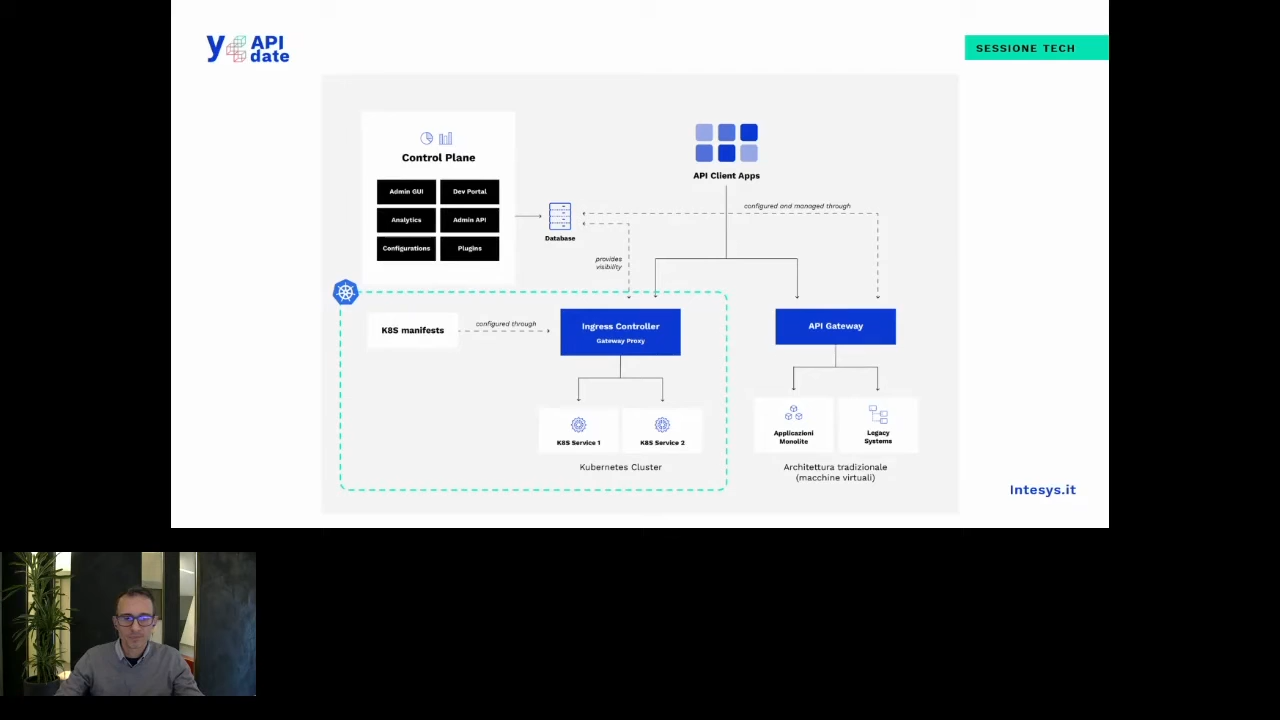 y API
date
SESSIONE TECH
Control Plane
Admin GUI
Dev Portal
Analytics
Admin API
Configurations
Plugins
Database
API Client Apps
configured and managed through
provides
visibility
K8S manifests
configured through
Ingress Controller
Gateway Proxy
API Gateway
K8S Service 1
K8S Service 2
Kubernetes Cluster
Applicazioni
Monolite
Legacy
Systems
Architettura tradizionale
(macchine virtuali)
Intesys.it